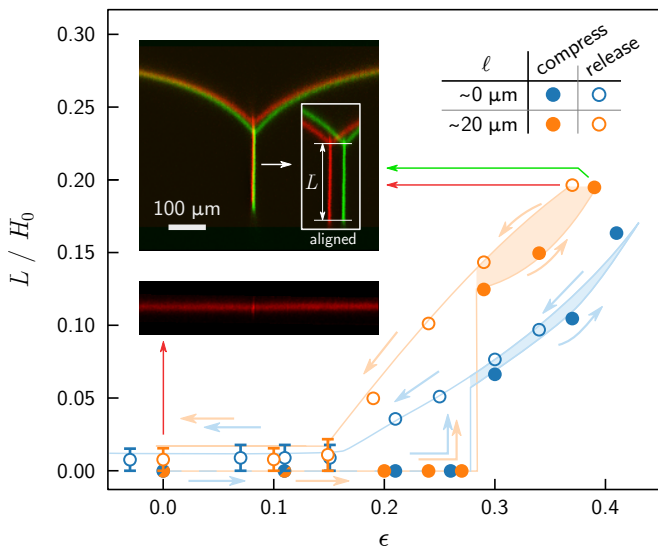 0.30
0.25
0.20
0.15
0.10
0.05
0.00
L / H₀
0.0
0.1
0.2
0.3
0.4
ϵ
100 μm
L
aligned
ℓ
compress
release
~0 μm
~20 μm